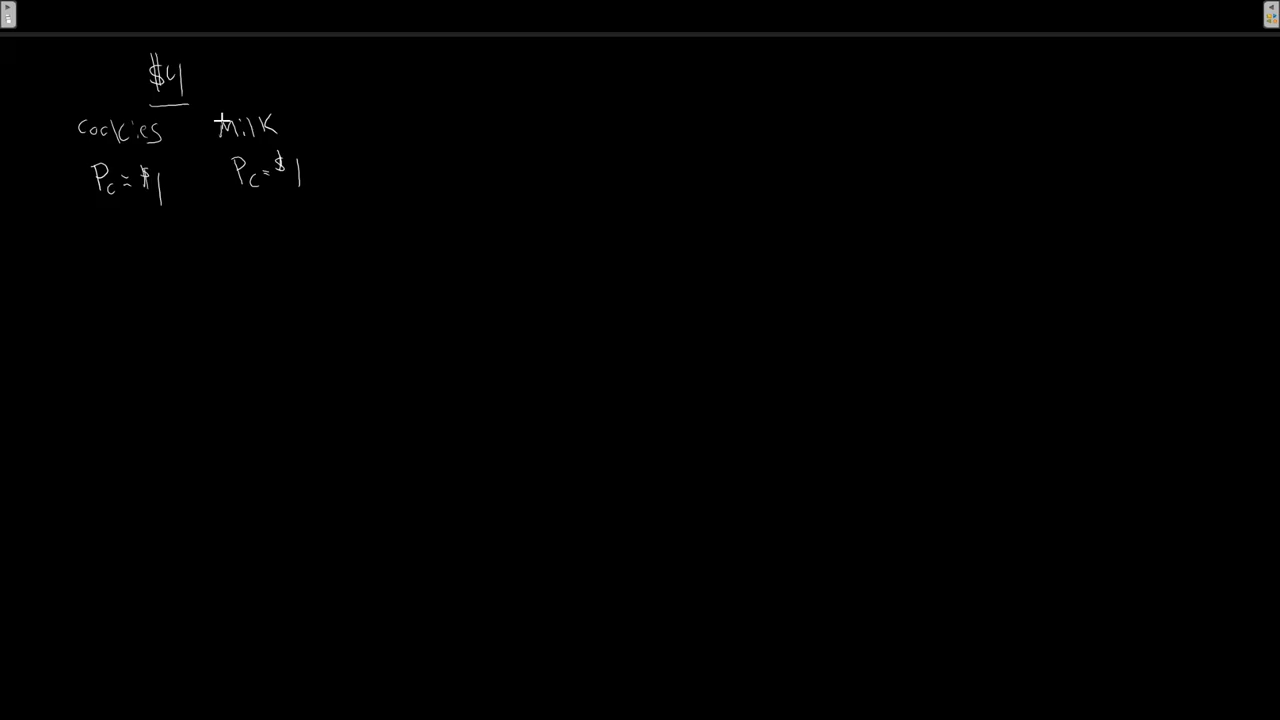 $4
Cookies Milk
Pc = $1 Pc = $1